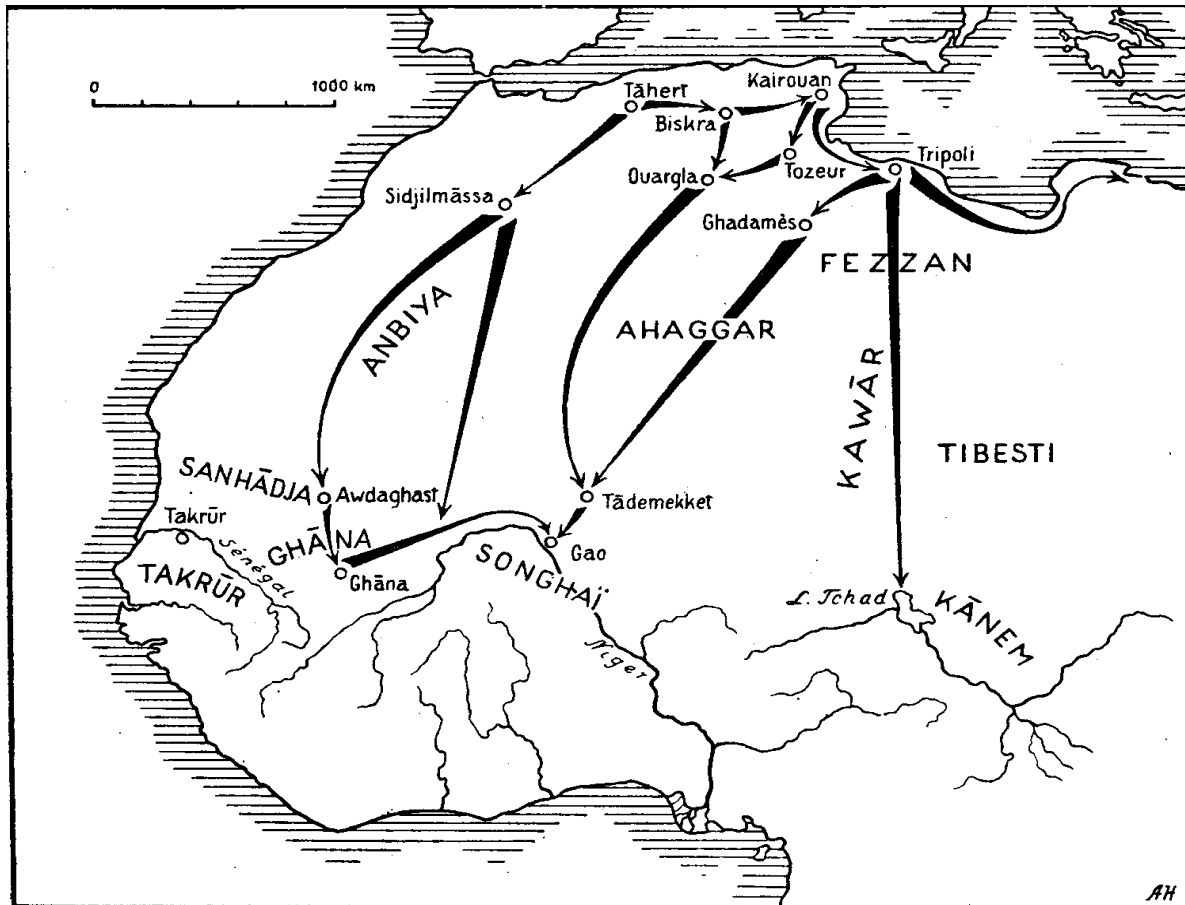 0 1000 km
Tāhert
Kairouan
Biskra
Ouargla
Tozeur
Tripoli
Sidjilmāssa
Ghadamès
FEZZAN
ANBIYA
AHAGGAR
KAWĀR
TIBESTI
SANHĀDJA
Awdaghast
Tādemekket
Takrūr
Sénégal
GHĀNA
Gao
TAKRŪR
Ghāna
SONGHAÏ
L. Tchad
KĀNEM
Niger
AH